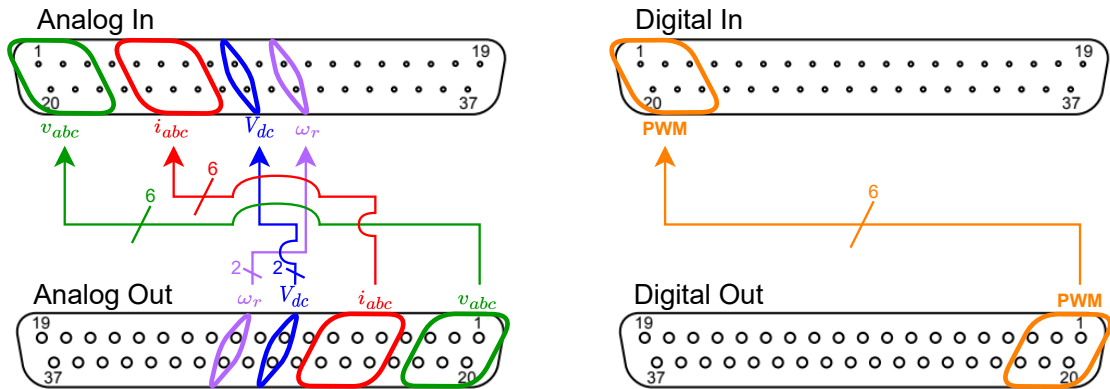 Analog In
1 19
20 37
v_abc i_abc V_dc ω_r
6
6
2 2
ω_r V_dc i_abc v_abc
Analog Out
19 1
37 20
Digital In
1 19
20 37
PWM
6
PWM
Digital Out
19 1
37 20